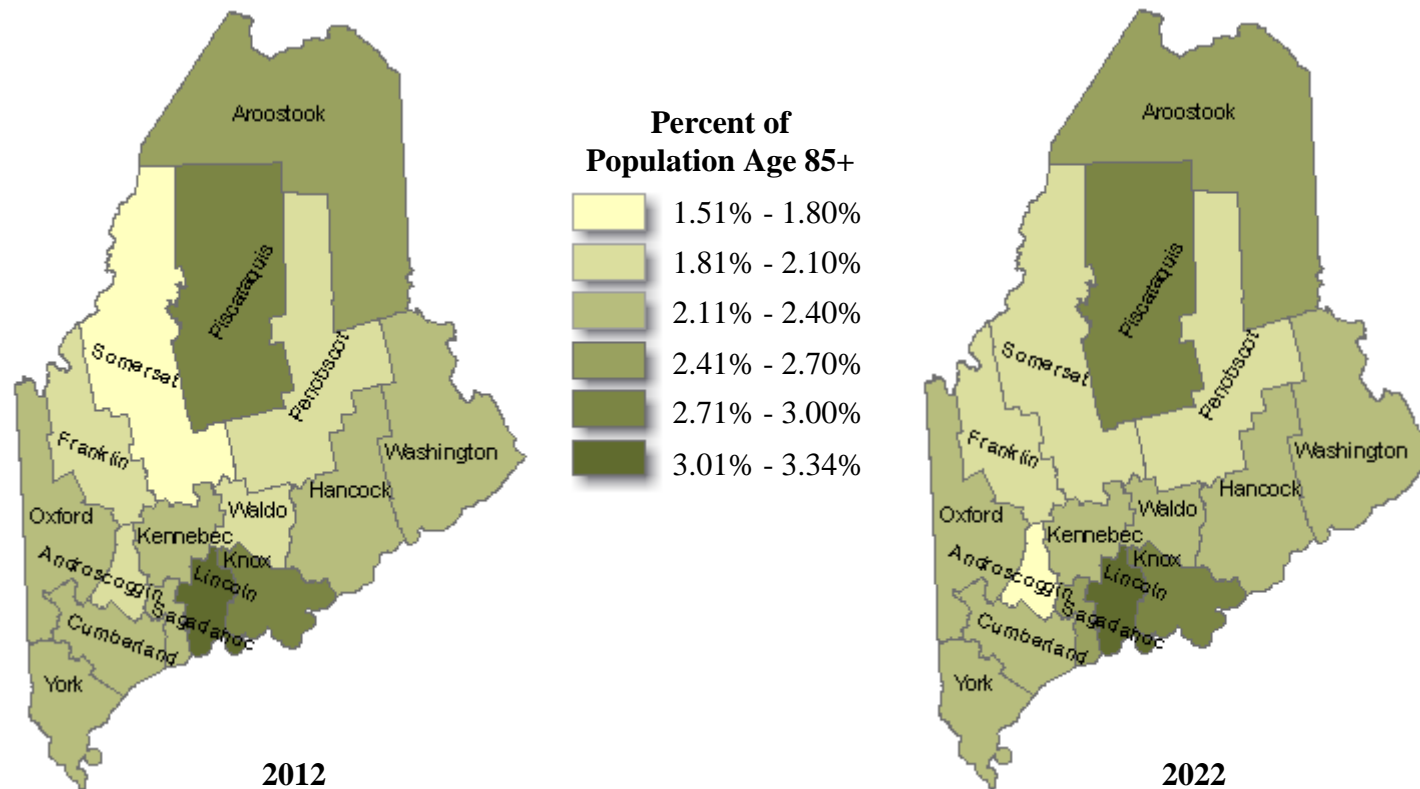 Aroostook
Piscataquis
Somerset
Penobscot
Franklin
Washington
Hancock
Oxford
Waldo
Kennebec
Knox
Androscoggin
Lincoln
Sagadahoc
Cumberland
York
2012
Percent of
Population Age 85+
1.51% - 1.80%
1.81% - 2.10%
2.11% - 2.40%
2.41% - 2.70%
2.71% - 3.00%
3.01% - 3.34%
Aroostook
Piscataquis
Somerset
Penobscot
Franklin
Washington
Hancock
Oxford
Waldo
Kennebec
Knox
Androscoggin
Lincoln
Sagadahoc
Cumberland
York
2022